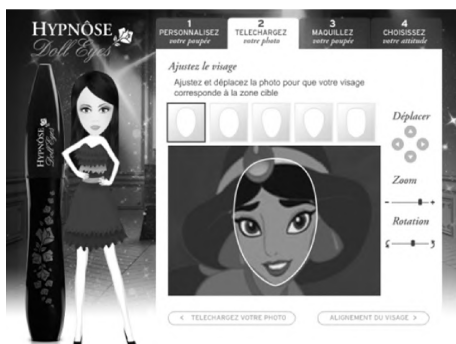 HYPNÔSE
Doll Eyes
HYPNÔSE
1
PERSONNALISEZ
votre poupée
2
TELECHARGEZ
votre photo
3
MAQUILLEZ
votre poupée
4
CHOISISSEZ
votre attitude
Ajustez le visage
Ajustez et déplacez la photo pour que votre visage
corresponde à la zone cible
Déplacer
Zoom
- +
Rotation
< TELECHARGEZ VOTRE PHOTO
ALIGNEMENT DU VISAGE >